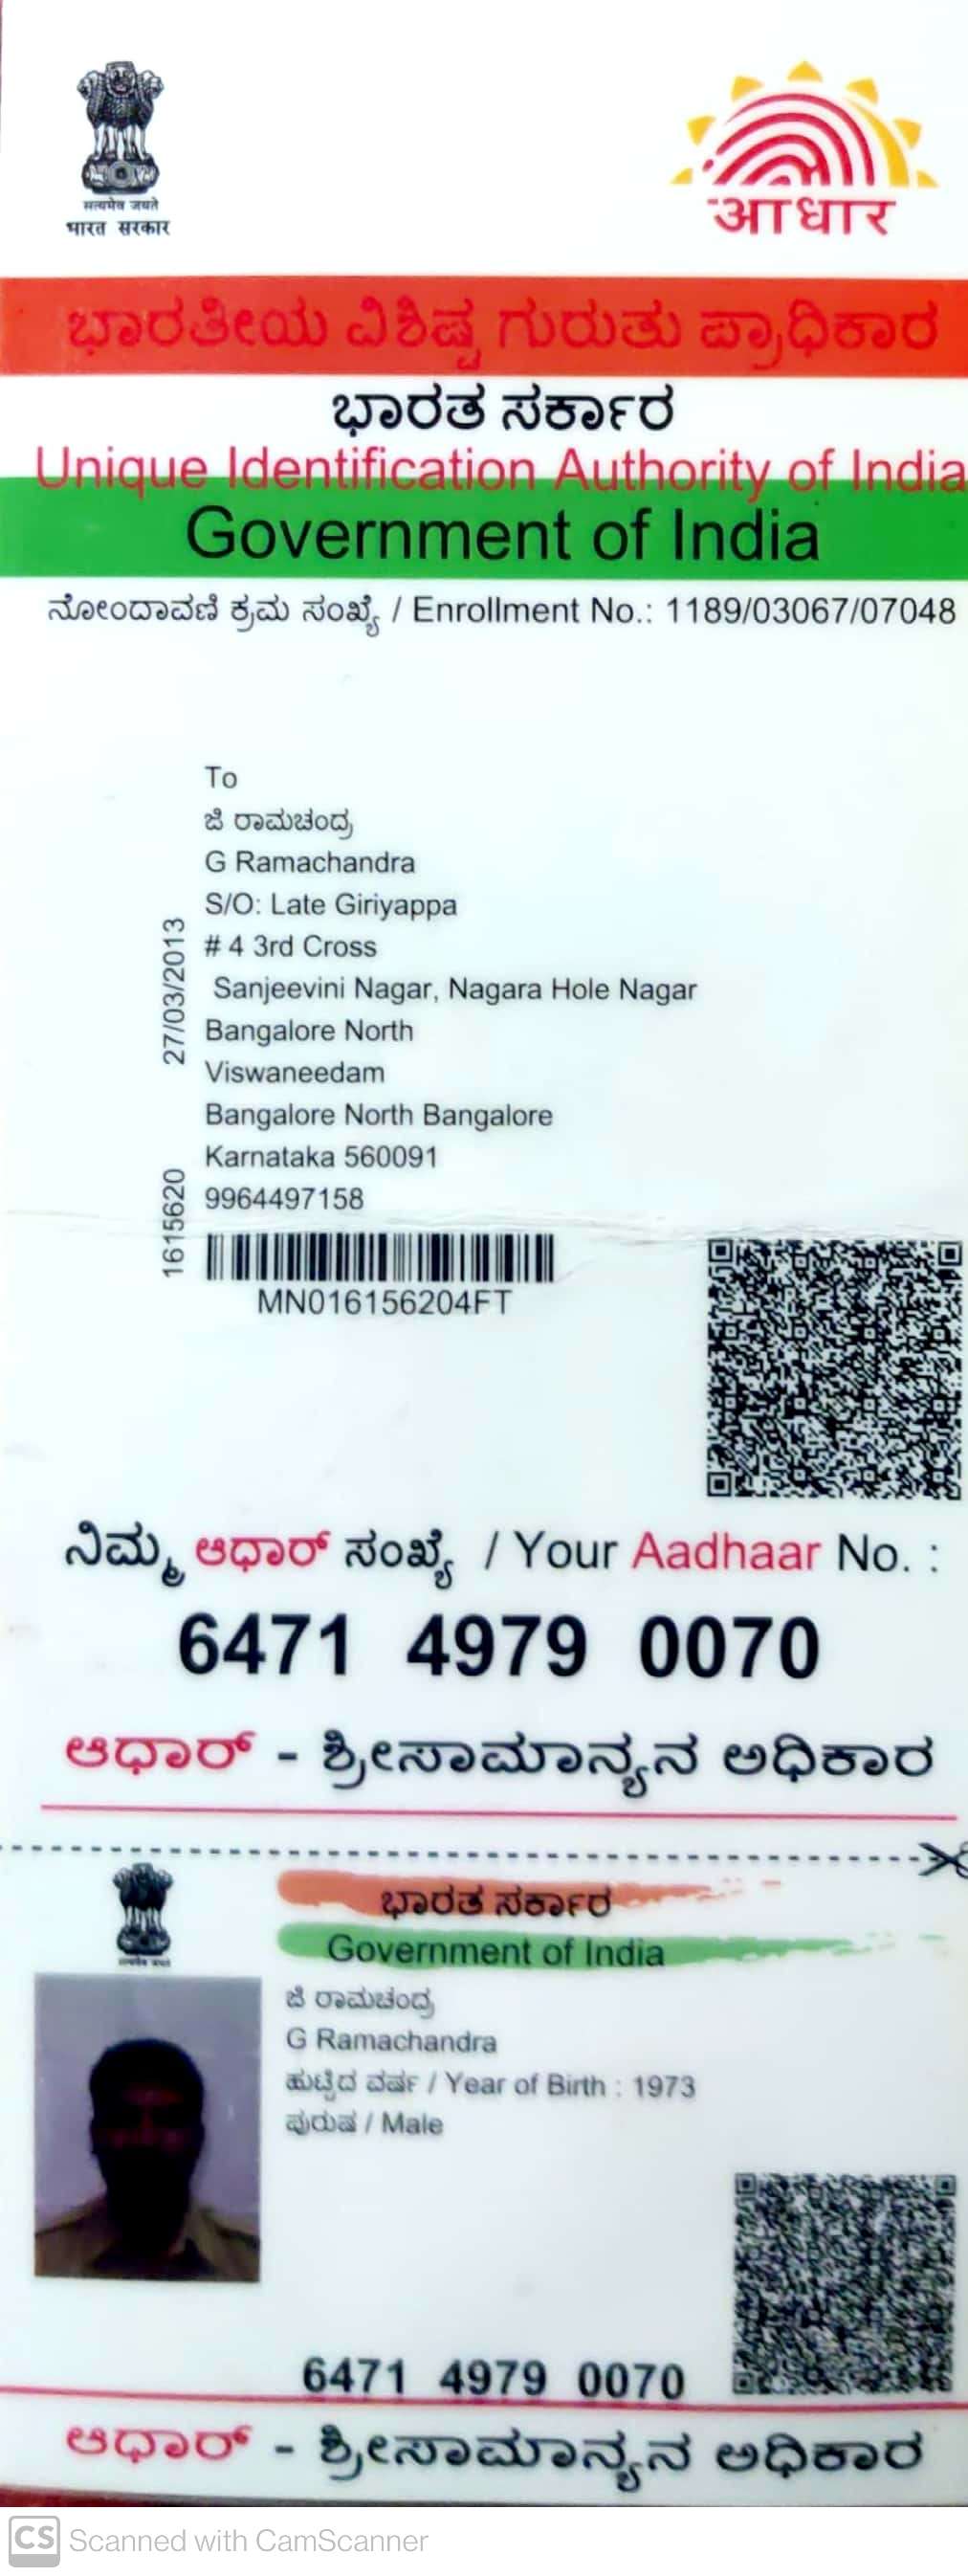 सत्यमेव जयते
भारत सरकार
आधार
ಭಾರತೀಯ ವಿಶಿಷ್ಟ ಗುರುತು ಪ್ರಾಧಿಕಾರ
ಭಾರತ ಸರ್ಕಾರ
Unique Identification Authority of India
Government of India
ನೋಂದಾವಣಿ ಕ್ರಮ ಸಂಖ್ಯೆ / Enrollment No.: 1189/03067/07048
To
ಜಿ ರಾಮಚಂದ್ರ
G Ramachandra
S/O: Late Giriyappa
# 4 3rd Cross
Sanjeevini Nagar, Nagara Hole Nagar
Bangalore North
Viswaneedam
Bangalore North Bangalore
Karnataka 560091
9964497158
27/03/2013
1615620
MN016156204FT
ನಿಮ್ಮ ಆಧಾರ್ ಸಂಖ್ಯೆ / Your Aadhaar No. :
6471 4979 0070
ಆಧಾರ್ - ಶ್ರೀಸಾಮಾನ್ಯನ ಅಧಿಕಾರ
ಭಾರತ ಸರ್ಕಾರ
Government of India
ಜಿ ರಾಮಚಂದ್ರ
G Ramachandra
ಹುಟ್ಟಿದ ವರ್ಷ / Year of Birth : 1973
ಪುರುಷ / Male
6471 4979 0070
ಆಧಾರ್ - ಶ್ರೀಸಾಮಾನ್ಯನ ಅಧಿಕಾರ
CS Scanned with CamScanner